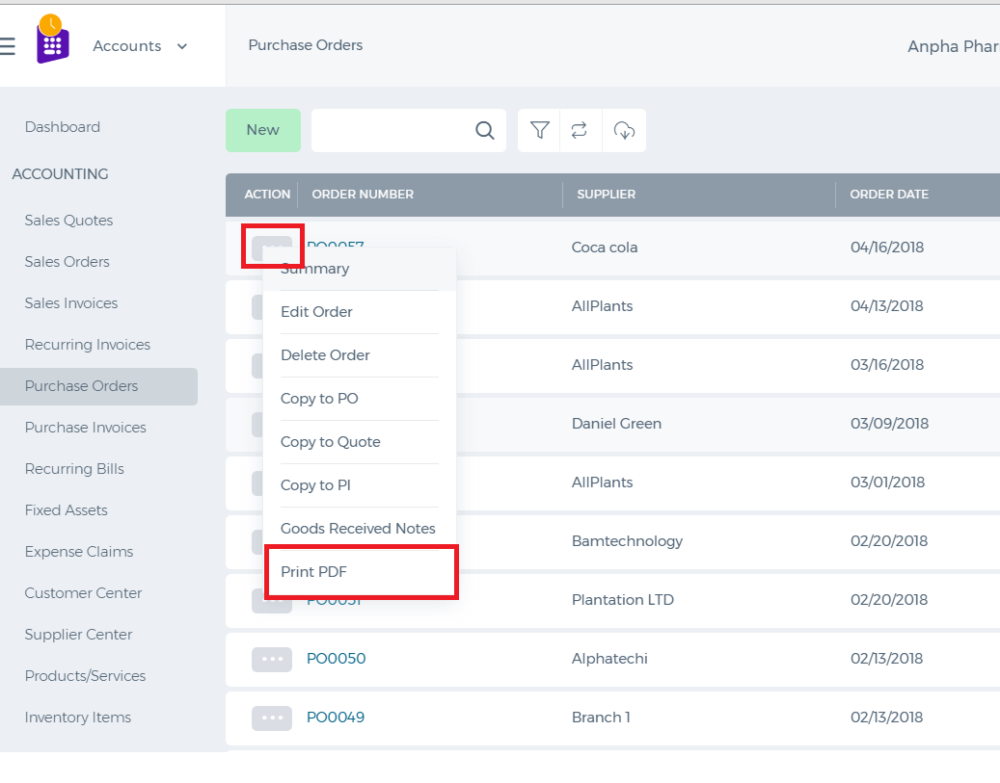 Accounts
Purchase Orders
Anpha Phar
Dashboard
ACCOUNTING
Sales Quotes
Sales Orders
Sales Invoices
Recurring Invoices
Purchase Orders
Purchase Invoices
Recurring Bills
Fixed Assets
Expense Claims
Customer Center
Supplier Center
Products/Services
Inventory Items
New
ACTION ORDER NUMBER SUPPLIER ORDER DATE
PO0057 Coca cola 04/16/2018
AllPlants 04/13/2018
AllPlants 03/16/2018
Daniel Green 03/09/2018
AllPlants 03/01/2018
Bamtechnology 02/20/2018
PO0051 Plantation LTD 02/20/2018
PO0050 Alphatechi 02/13/2018
PO0049 Branch 1 02/13/2018
Summary
Edit Order
Delete Order
Copy to PO
Copy to Quote
Copy to PI
Goods Received Notes
Print PDF